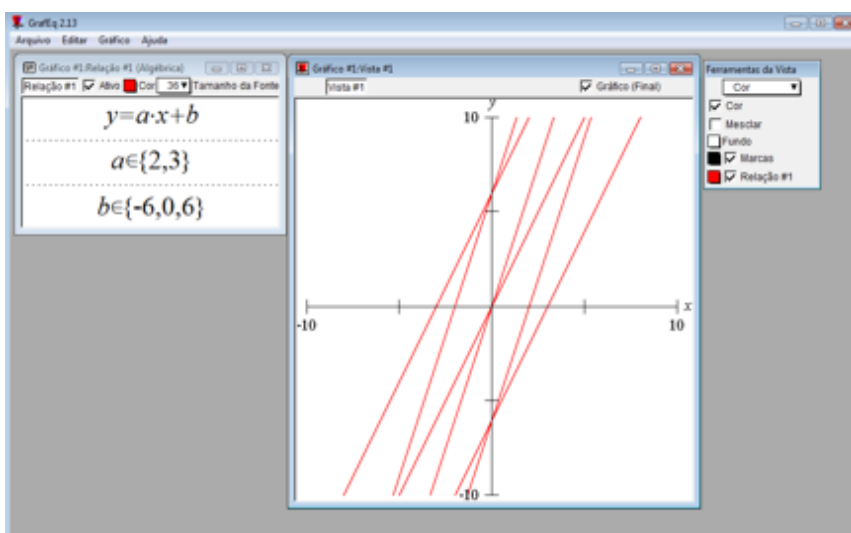 GrafEq 2.13
Arquivo Editar Gráfico Ajuda
Gráfico #1:Relação #1 (Algébrica)
Relação #1 Ativo Cor 36 Tamanho da Fonte
y=a·x+b
a∈{2,3}
b∈{-6,0,6}
Gráfico #1:Vista #1
Vista #1 Gráfico (Final)
y
10
x
-10
10
-10
Ferramentas da Vista
Cor
Cor
Mesclar
Fundo
Marcas
Relação #1